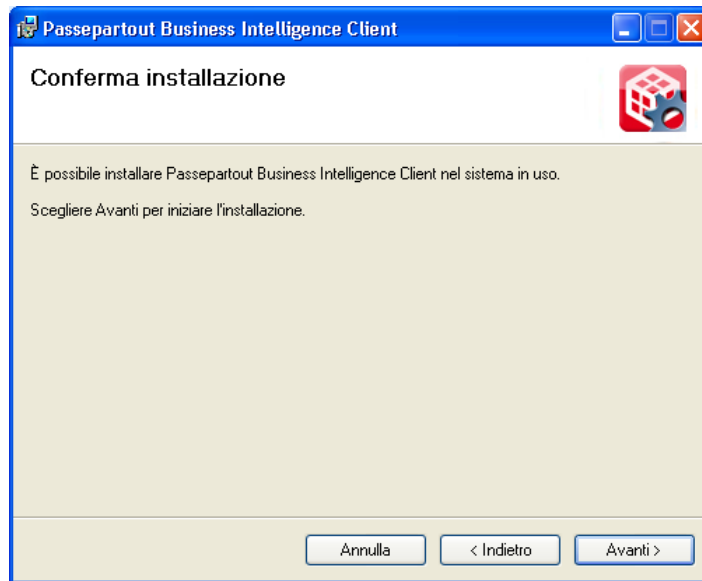 Passepartout Business Intelligence Client
Conferma installazione
È possibile installare Passepartout Business Intelligence Client nel sistema in uso.
Scegliere Avanti per iniziare l'installazione.
Annulla
< Indietro
Avanti >